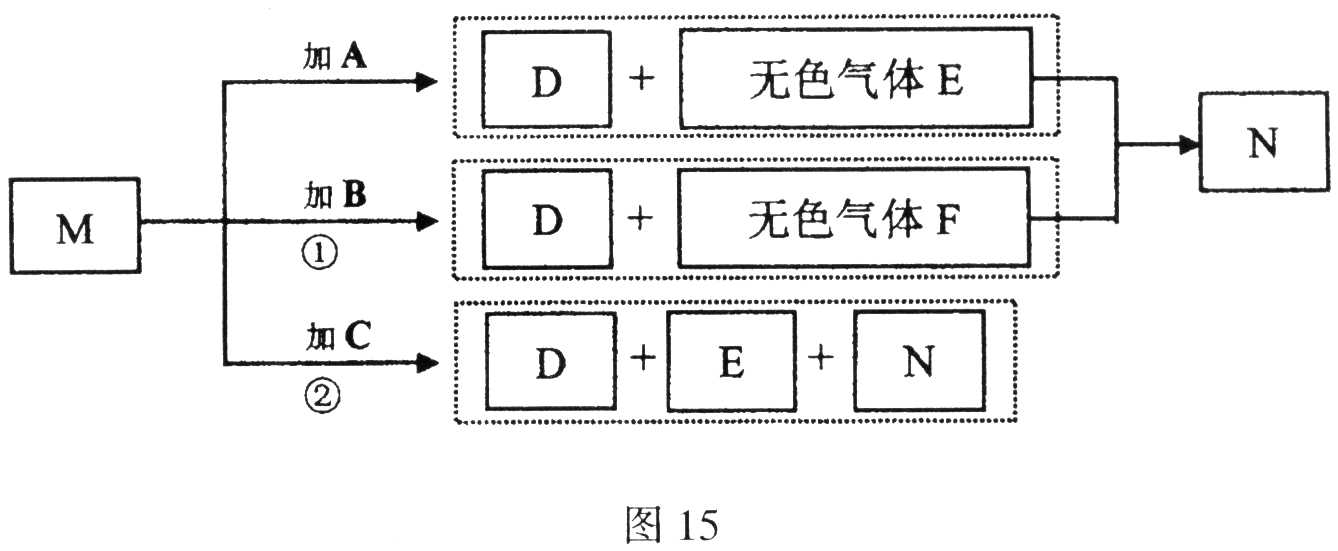 加 A
D + 无色气体 E
N
M
加 B
①
D + 无色气体 F
加 C
②
D + E + N
图 15